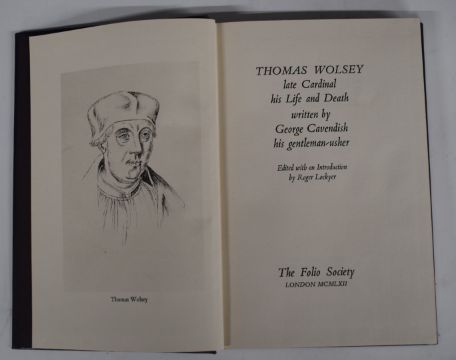 Thomas Wolsey
THOMAS WOLSEY
late Cardinal
his Life and Death
written by
George Cavendish
his gentleman-usher
Edited with an Introduction
by Roger Lockyer
The Folio Society
LONDON MCMLXII